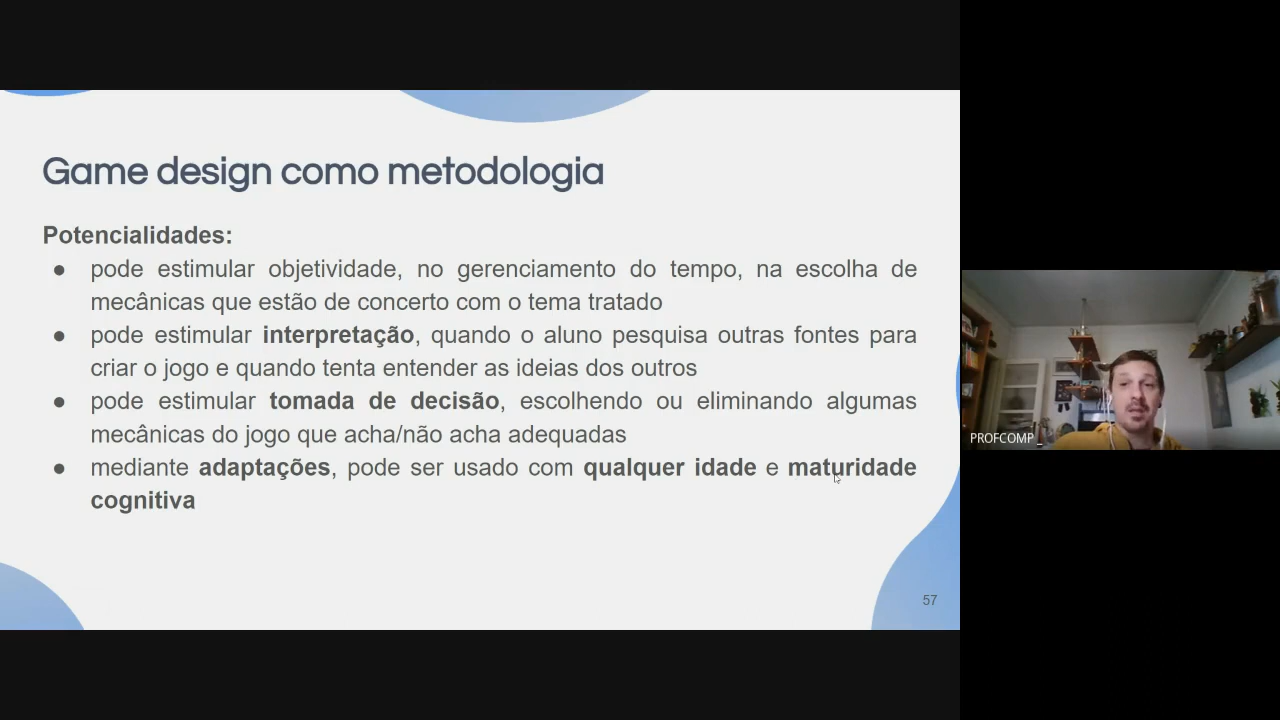 Game design como metodologia
Potencialidades:
● pode estimular objetividade, no gerenciamento do tempo, na escolha de
mecânicas que estão de concerto com o tema tratado
● pode estimular interpretação, quando o aluno pesquisa outras fontes para
criar o jogo e quando tenta entender as ideias dos outros
● pode estimular tomada de decisão, escolhendo ou eliminando algumas
mecânicas do jogo que acha/não acha adequadas
● mediante adaptações, pode ser usado com qualquer idade e maturidade
cognitiva
57
PROFCOMP _